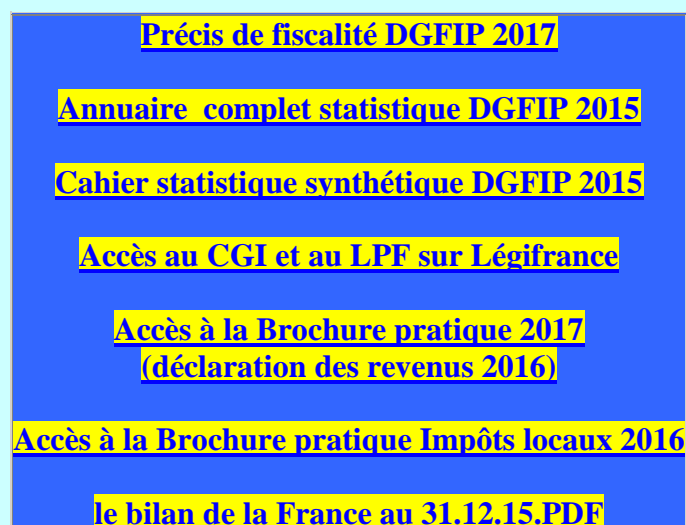 Précis de fiscalité DGFIP 2017
Annuaire complet statistique DGFIP 2015
Cahier statistique synthétique DGFIP 2015
Accès au CGI et au LPF sur Légifrance
Accès à la Brochure pratique 2017
(déclaration des revenus 2016)
Accès à la Brochure pratique Impôts locaux 2016
le bilan de la France au 31.12.15.PDF